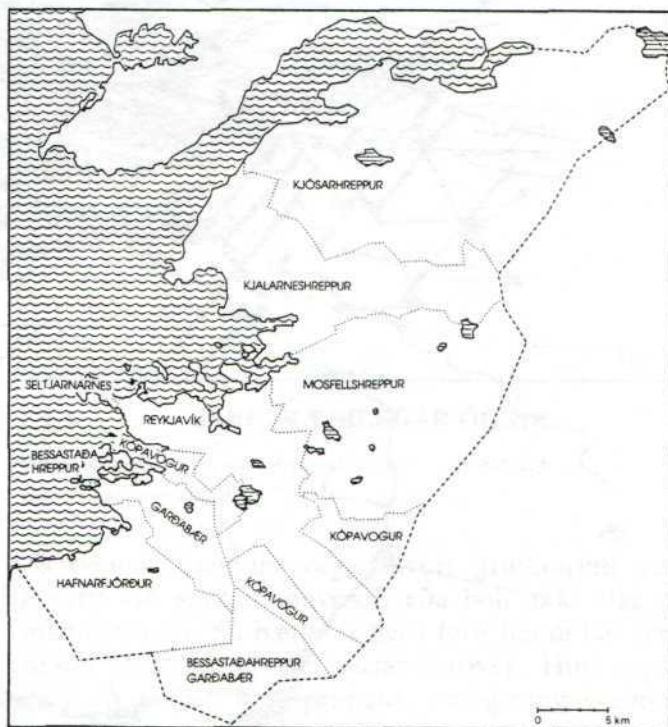 KJÓSARHREPPUR
KJALARNESHREPPUR
MOSFELLSHREPPUR
SELTJARNARNES
REYKJAVÍK
BESSASTAÐA
HREPPUR
KÓPAVOGUR
GARÐABÆR
KÓPAVOGUR
HAFNARFJÖRÐUR
KÓPAVOGUR
BESSASTAÐAHREPPUR
GARÐABÆR
0 5 km